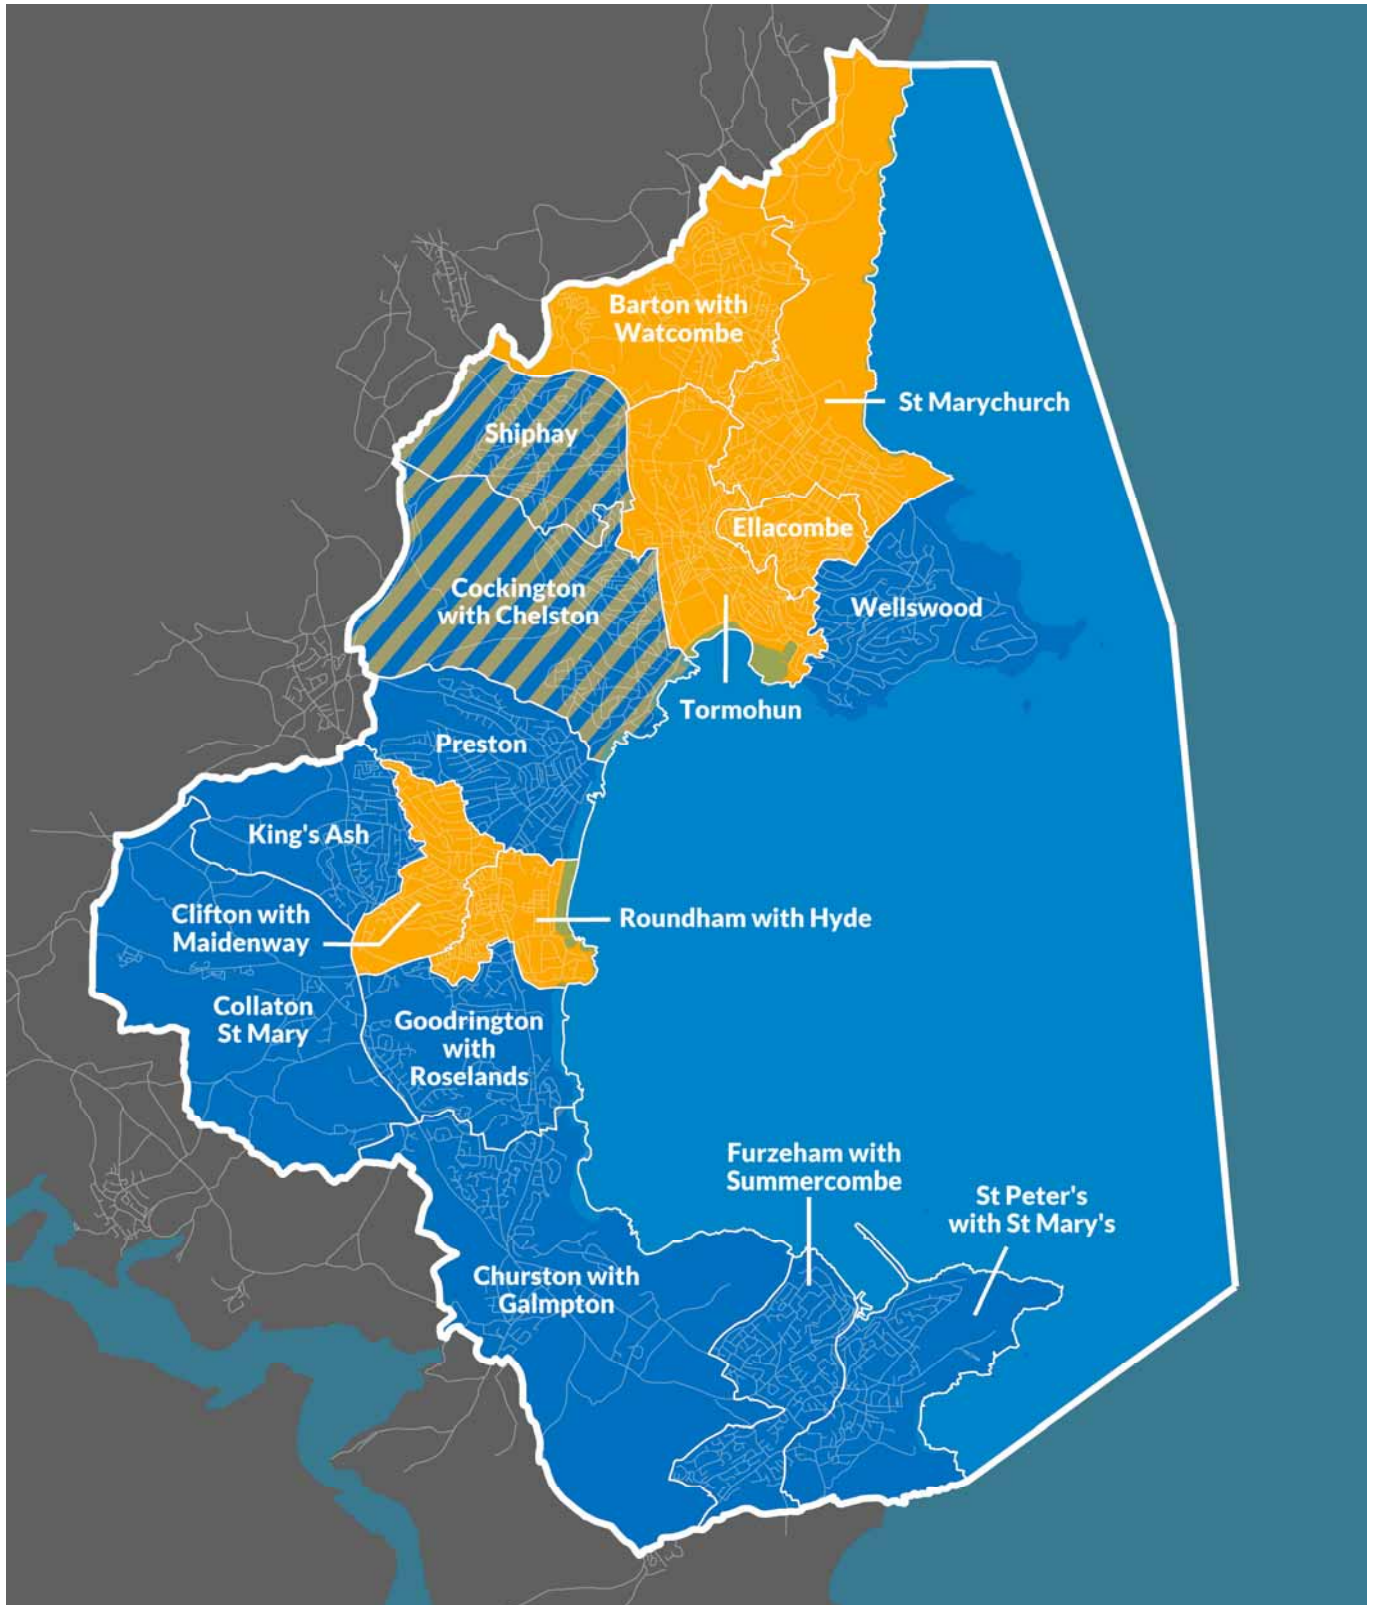 Barton with
Watcombe
St Marychurch
Shiphay
Ellacombe
Cockington
with Chelston
Wellswood
Tormohun
Preston
King's Ash
Clifton with
Maidenway
Roundham with Hyde
Collaton
St Mary
Goodrington
with
Roselands
Furzeham with
Summercombe
St Peter's
with St Mary's
Churston with
Galmpton